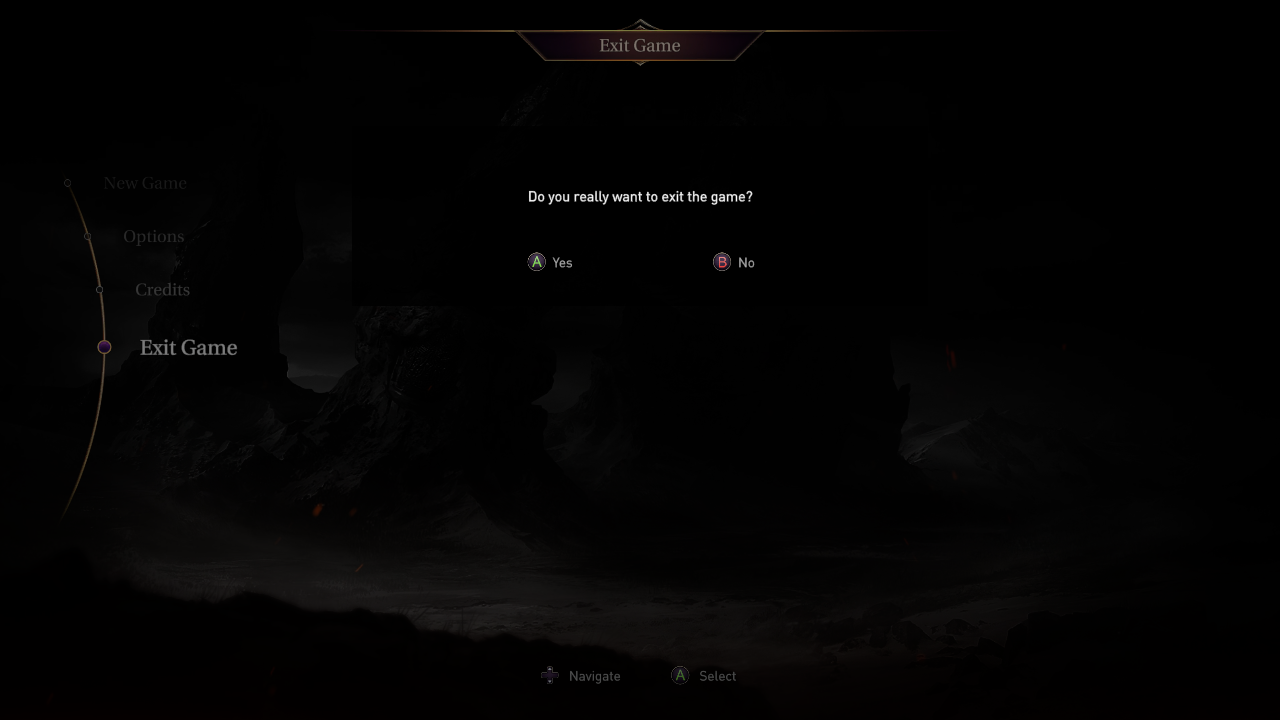 Exit Game
New Game
Options
Credits
Exit Game
Do you really want to exit the game?
A Yes
B No
Navigate
A Select